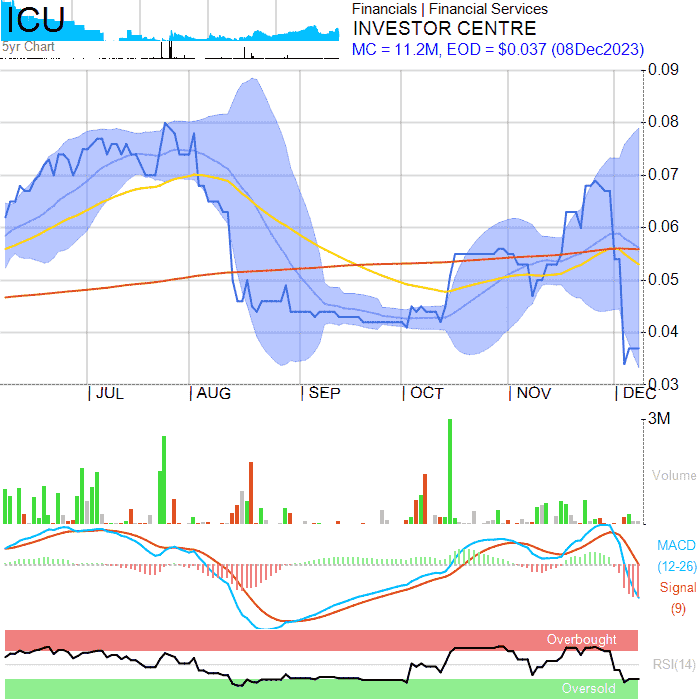 ICU
5yr Chart
Financials | Financial Services
INVESTOR CENTRE
MC = 11.2M, EOD = $0.037 (08Dec2023)
0.09
0.08
0.07
0.06
0.05
0.04
0.03
JUL
AUG
SEP
OCT
NOV
DEC
3M
Volume
MACD
(12-26)
Signal
(9)
Overbought
RSI(14)
Oversold